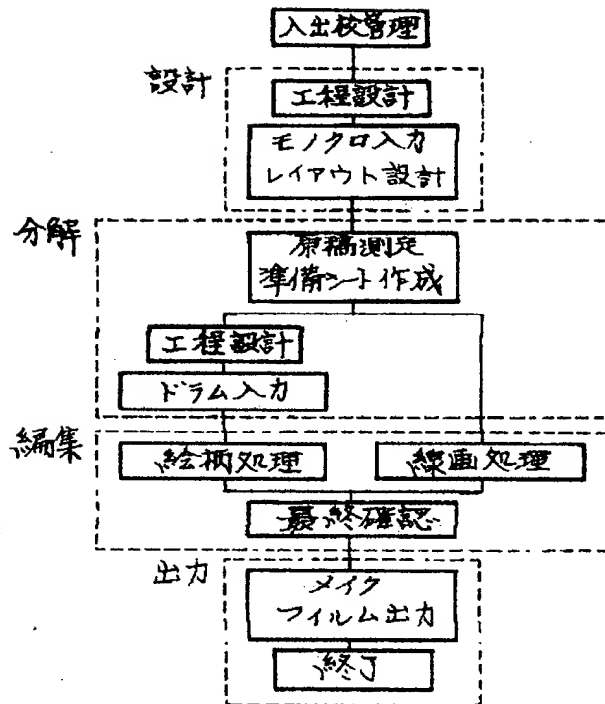 入出校管理
設計
工程設計
モノクロ入力
レイアウト設計
分解
原稿測定
準備シート作成
工程設計
ドラム入力
編集
絵柄処理
線画処理
最終確認
出力
メイク
フィルム出力
終了